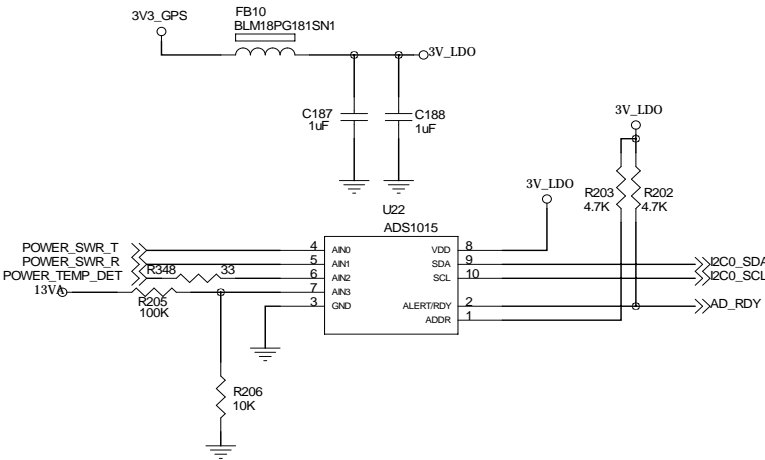 3V3_GPS
FB10
BLM18PG181SN1
3V_LDO
C187
1uF
C188
1uF
3V_LDO
R203
4.7K
R202
4.7K
3V_LDO
U22
ADS1015
POWER_SWR_T
4
AIN0
VDD
8
POWER_SWR_R
5
AIN1
SDA
9
I2C0_SDA
POWER_TEMP_DET
R348
33
6
AIN2
SCL
10
I2C0_SCL
13VA
R205
100K
7
AIN3
3
GND
ALERT/RDY
2
AD_RDY
ADDR
1
R206
10K